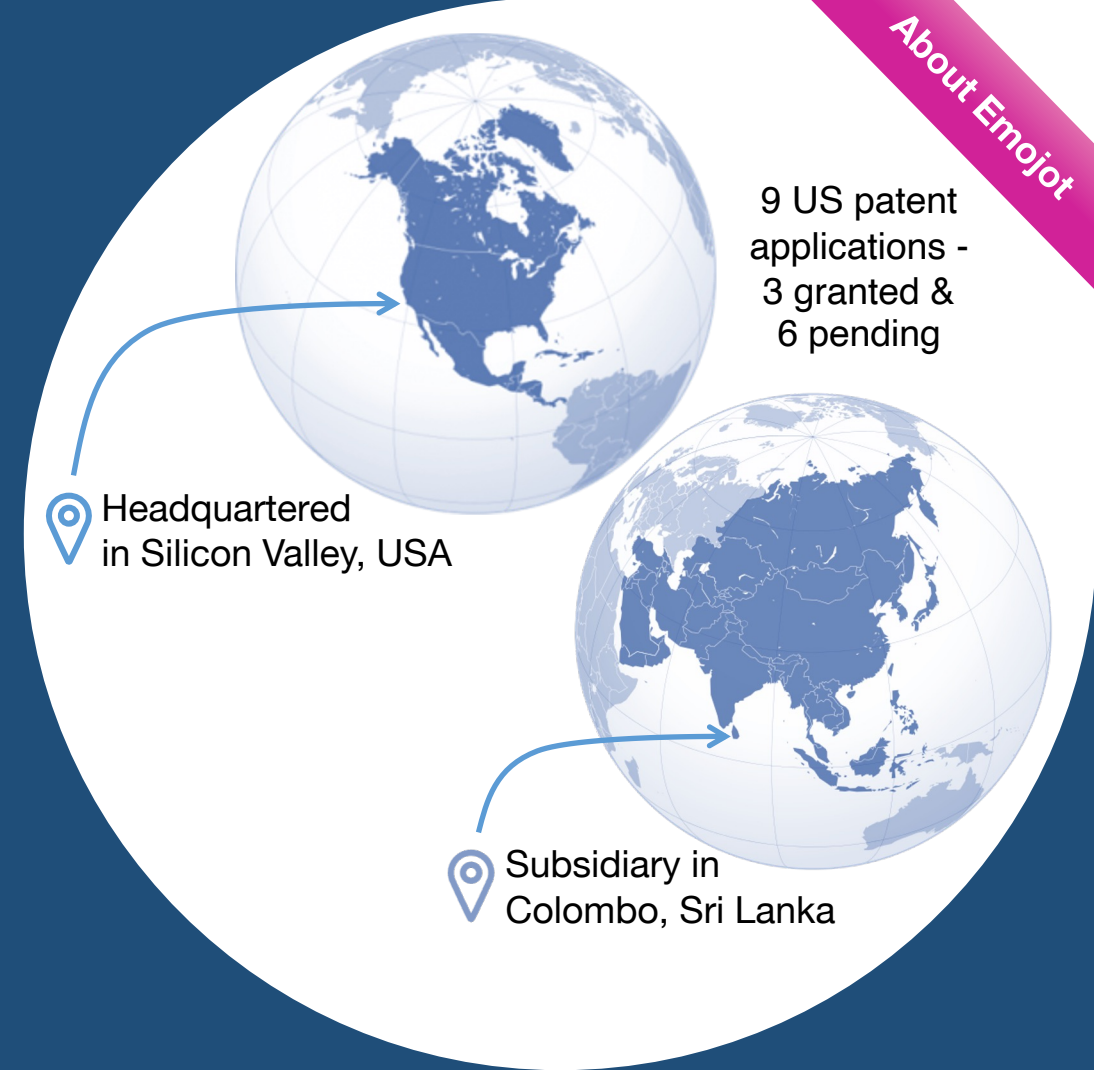 About Emojot
9 US patent
applications -
3 granted &
6 pending
Headquartered
in Silicon Valley, USA
Subsidiary in
Colombo, Sri Lanka